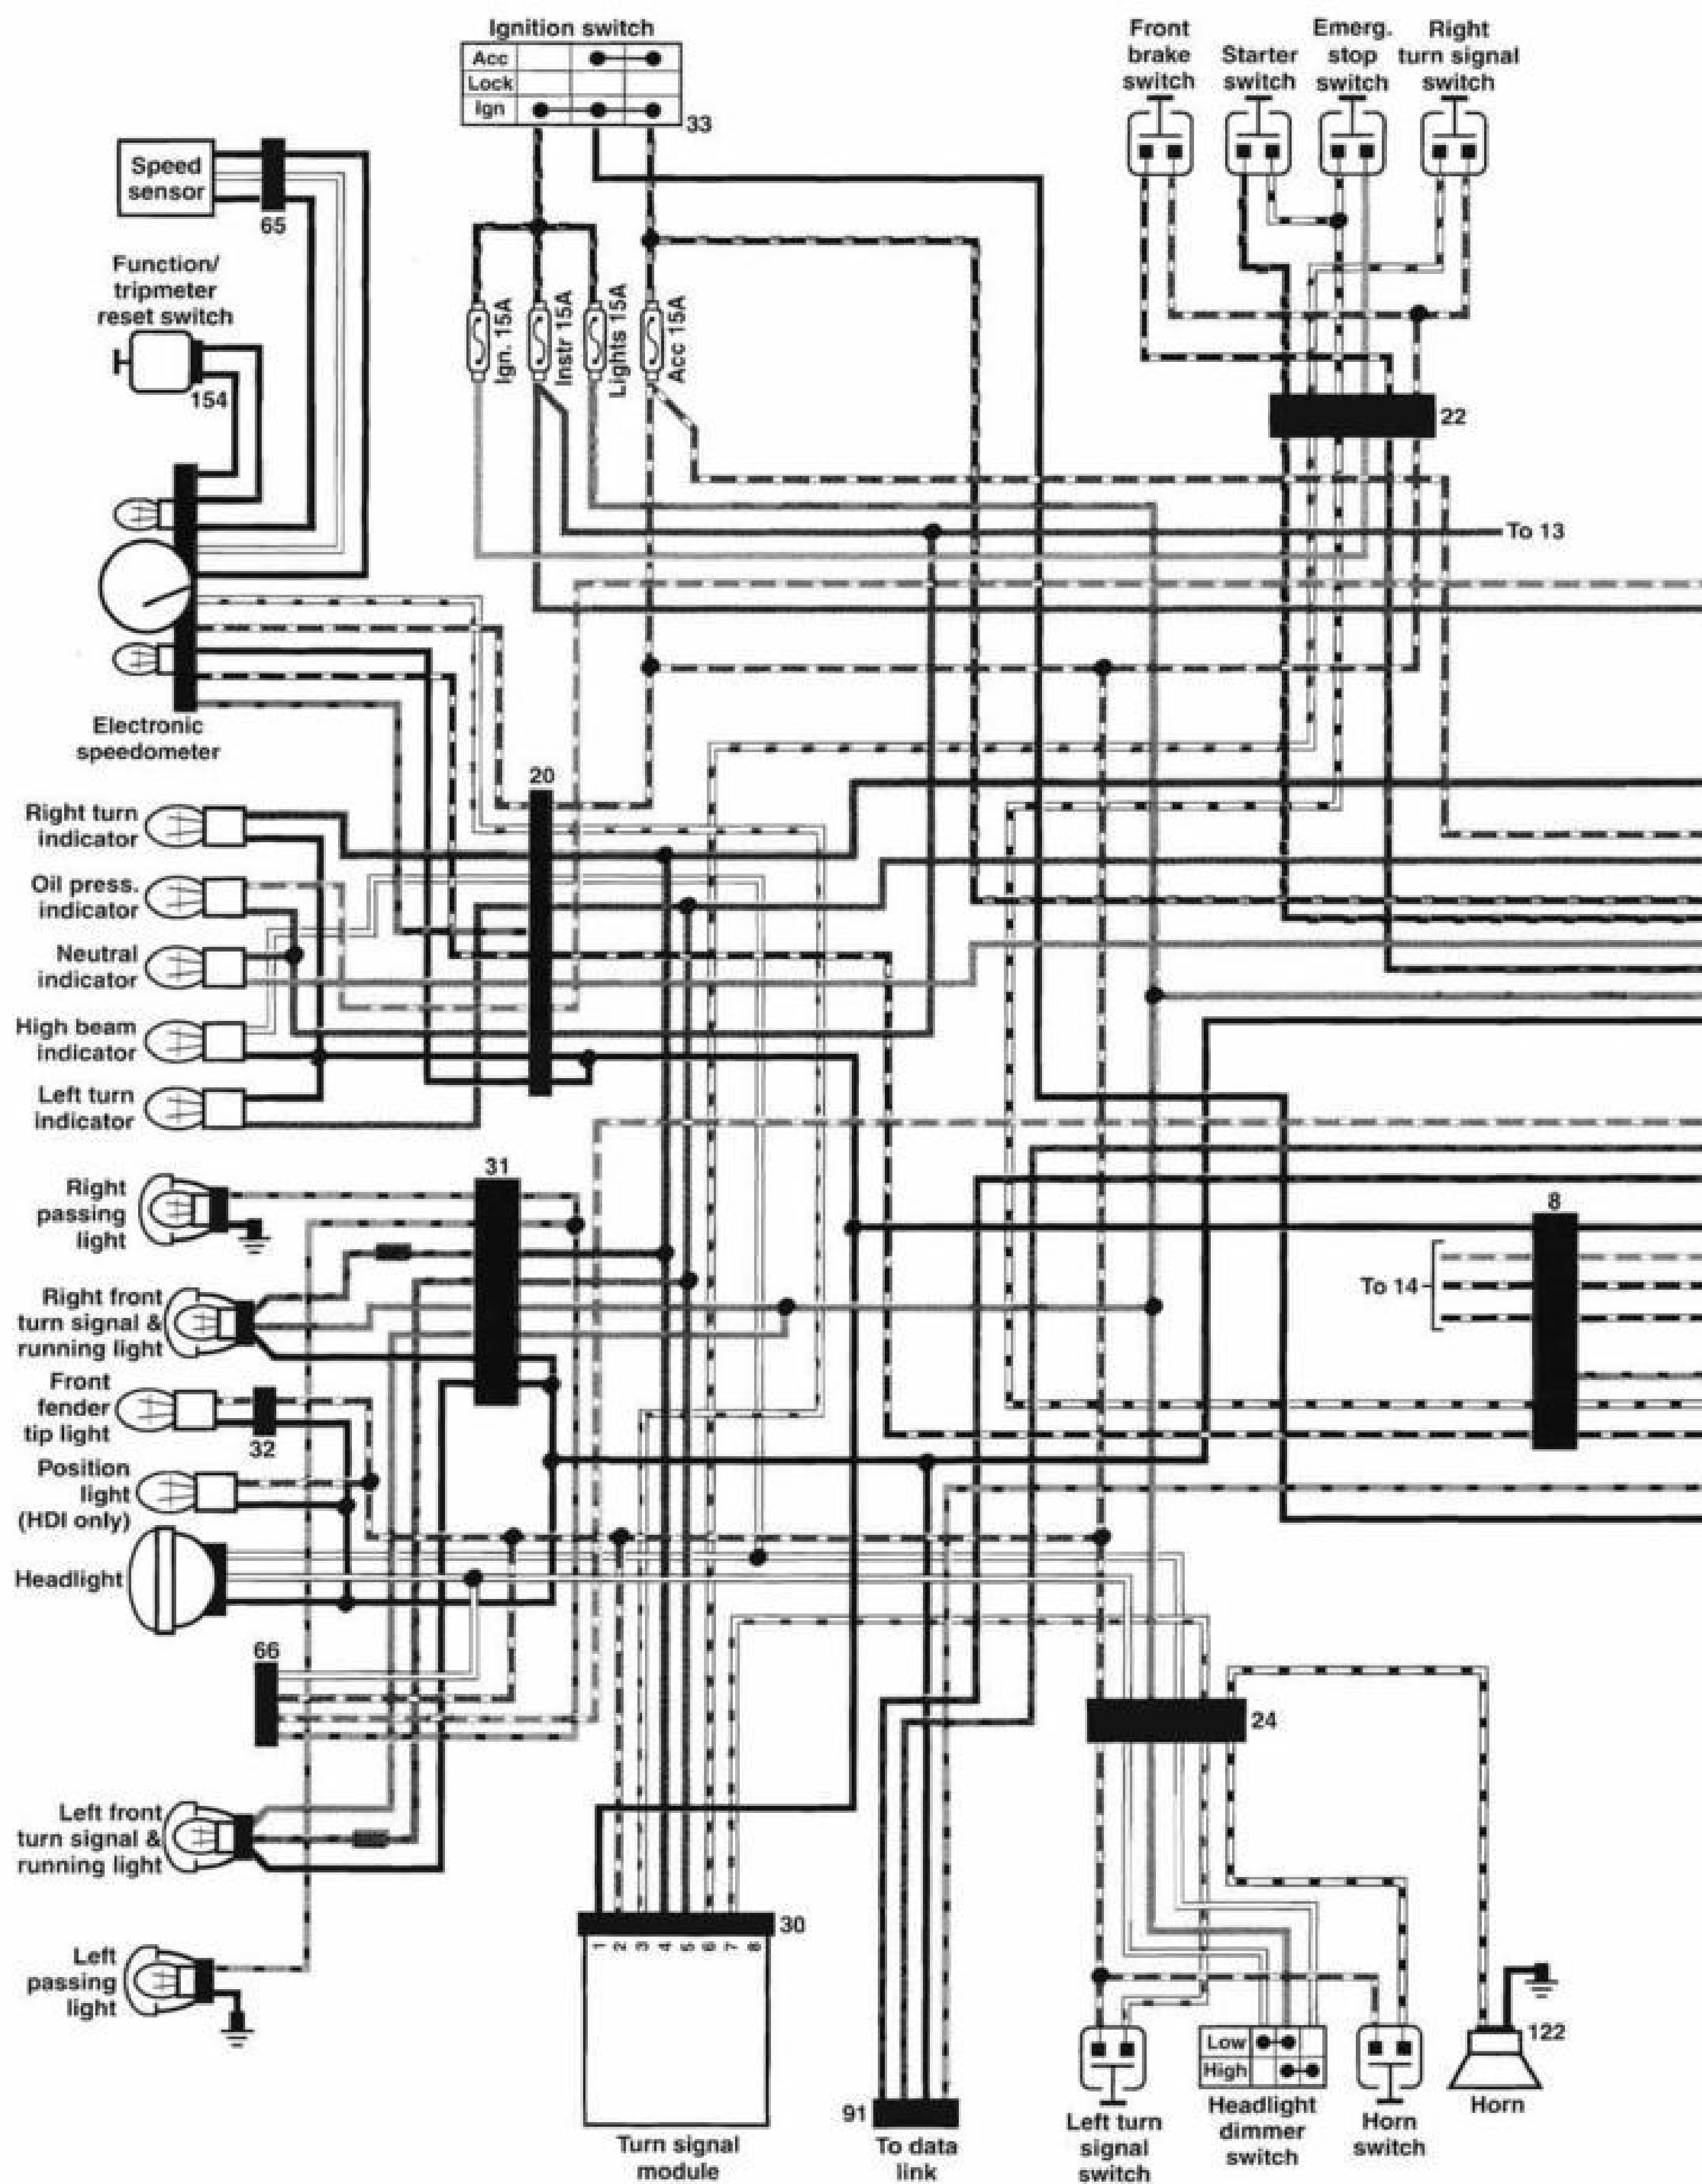 Ignition switch
Acc
Lock
Ign
33
Front
brake
switch
Starter
switch
Emerg.
stop
switch
Right
turn signal
switch
Speed
sensor
65
Function/
tripmeter
reset switch
154
Ign. 15A
Instr 15A
Lights 15A
Acc 15A
22
To 13
Electronic
speedometer
20
Right turn
indicator
Oil press.
indicator
Neutral
indicator
High beam
indicator
Left turn
indicator
31
Right
passing
light
8
To 14
Right front
turn signal &
running light
Front
fender
tip light
32
Position
light
(HDI only)
Headlight
66
24
Left front
turn signal &
running light
30
1 2 3 4 5 6 7 8
Left
passing
light
Turn signal
module
91
To data
link
Left turn
signal
switch
Low
High
Headlight
dimmer
switch
Horn
switch
122
Horn